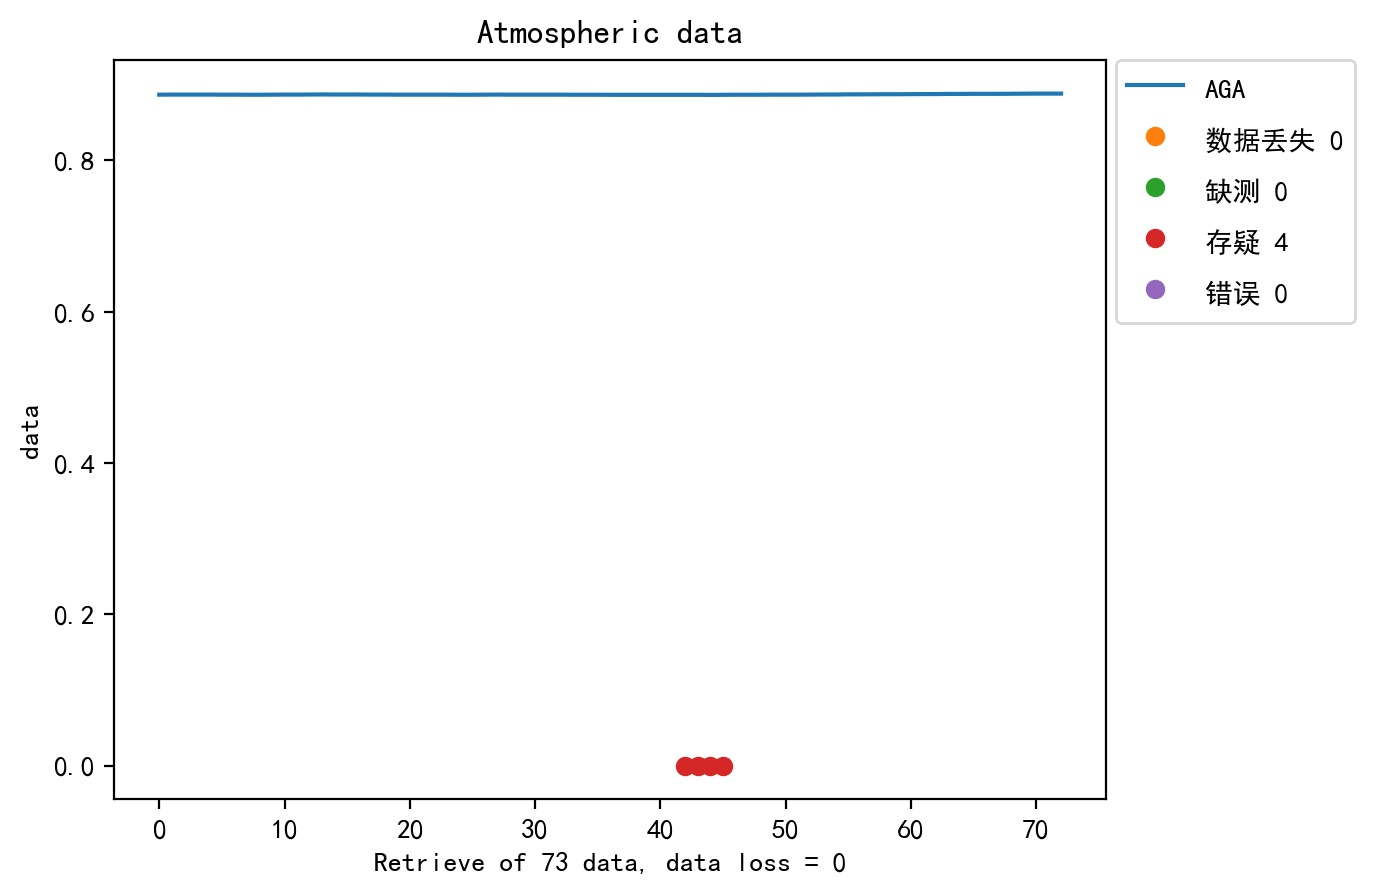 Atmospheric data
AGA
数据丢失 0
缺测 0
存疑 4
错误 0
data
0.8
0.6
0.4
0.2
0.0
0 10 20 30 40 50 60 70
Retrieve of 73 data, data loss = 0